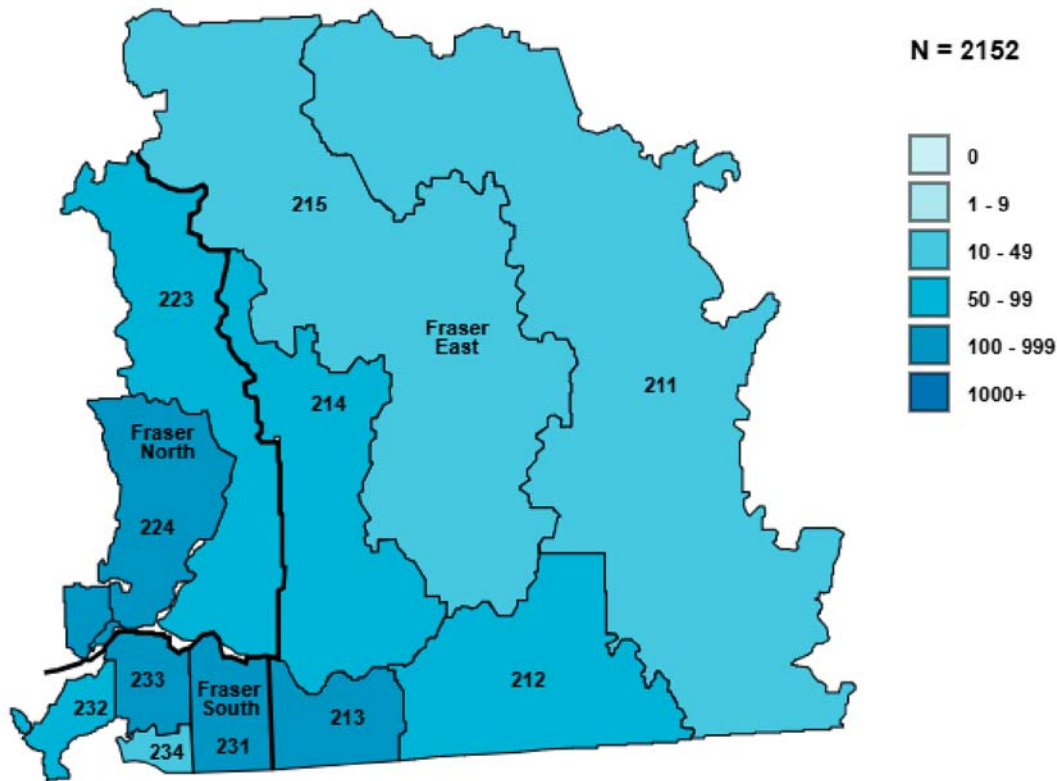 N = 2152
0
1 - 9
10 - 49
50 - 99
100 - 999
1000+
215
223
Fraser
East
211
214
Fraser
North
224
233
Fraser
South
231
232
234
213
212